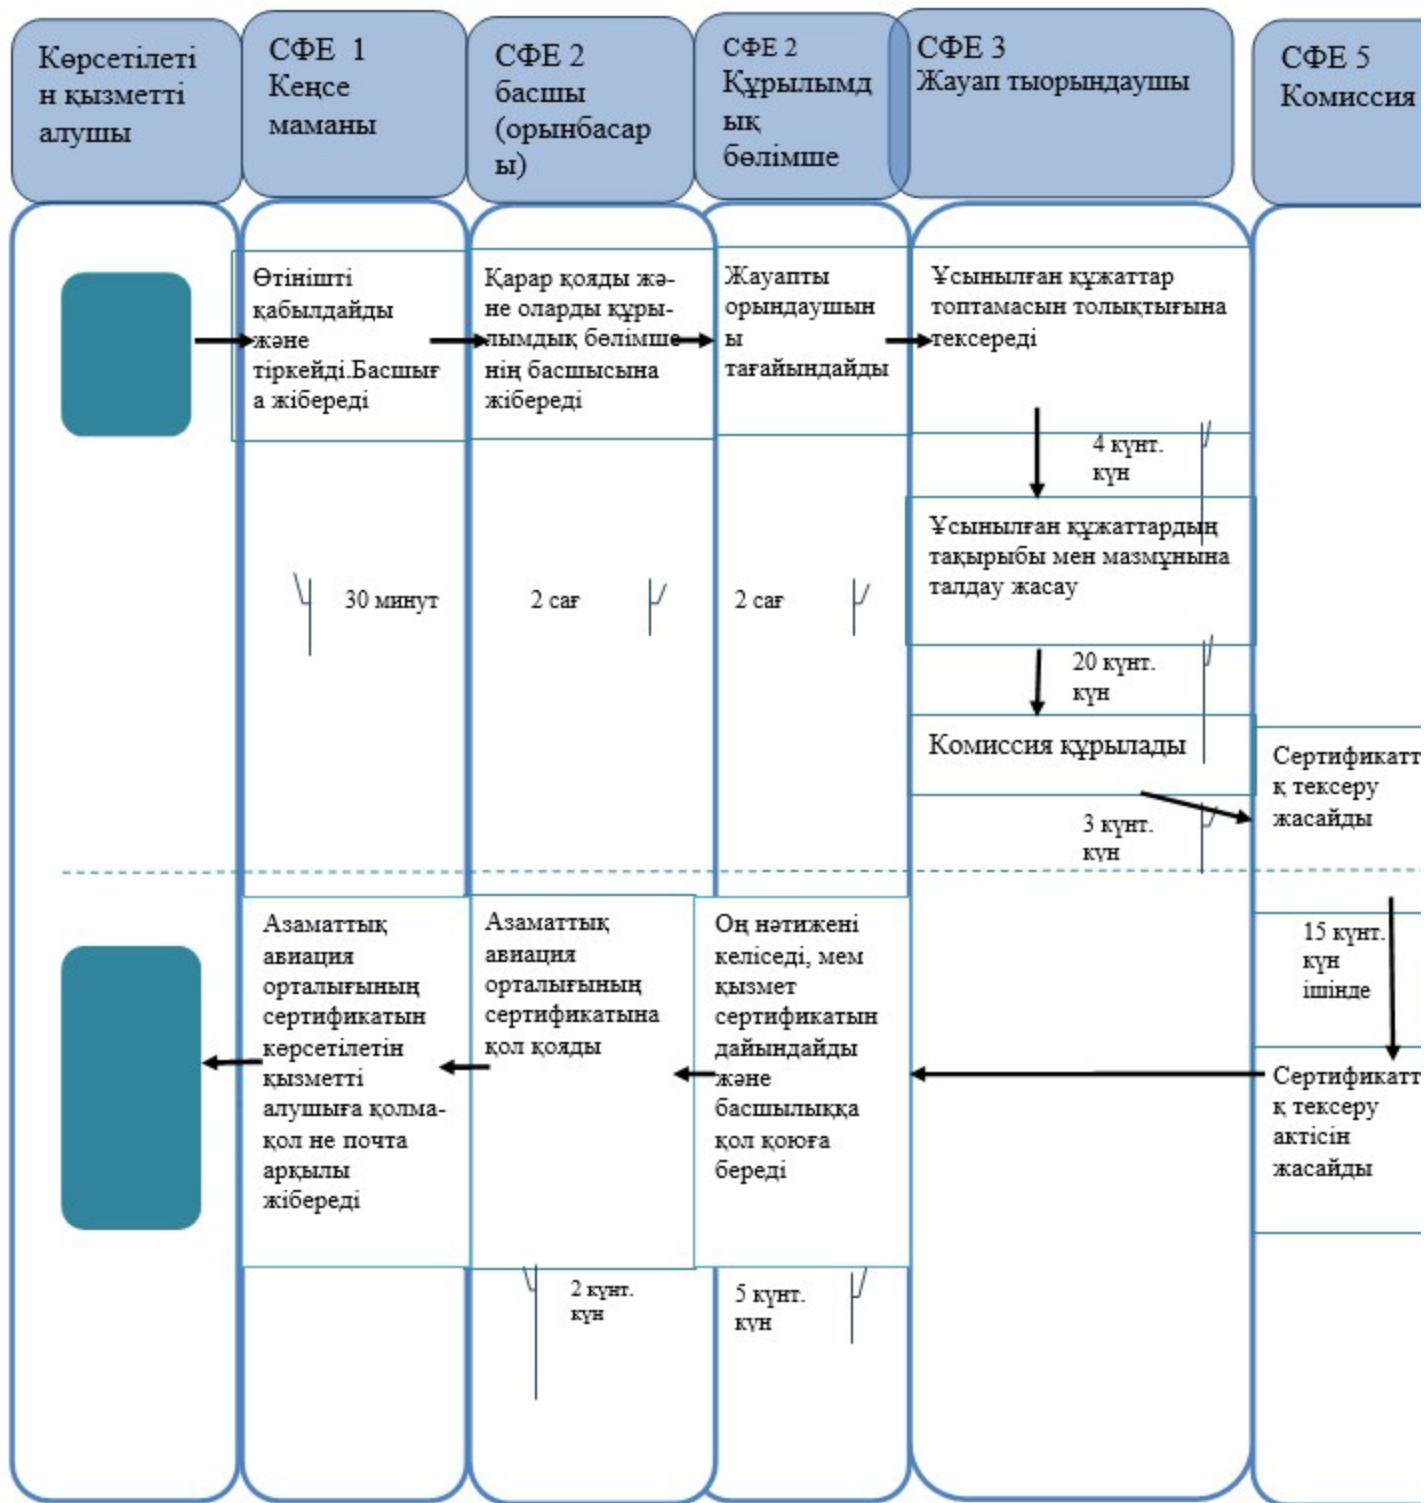 Көрсетілеті
н қызметті
алушы
СФЕ 1
Кеңсе
маманы
СФЕ 2
басшы
(орынбасар
ы)
СФЕ 2
Құрылымд
ық
бөлімше
СФЕ 3
Жауап тыорындаушы
СФЕ 5
Комиссия
Өтінішті
қабылдайды
және
тіркейді.Басшығ
а жібереді
Қарар қояды жә-
не оларды құры-
лымдық бөлімше
нің басшысына
жібереді
Жауапты
орындаушын
ы
тағайындайды
Ұсынылған құжаттар
топтамасын толықтығына
тексереді
4 күнт.
күн
Ұсынылған құжаттардың
тақырыбы мен мазмұнына
талдау жасау
30 минут
2 сағ
2 сағ
20 күнт.
күн
Комиссия құрылады
Сертификатт
қ тексеру
жасайды
3 күнт.
күн
Азаматтық
авиация
орталығының
сертификатын
көрсетілетін
қызметті
алушыға қолма-
қол не почта
арқылы
жібереді
Азаматтық
авиация
орталығының
сертификатына
қол қояды
Оң нәтижені
келіседі, мем
қызмет
сертификатын
дайындайды
және
басшылыққа
қол қоюға
береді
15 күнт.
күн
ішінде
Сертификатт
қ тексеру
актісін
жасайды
2 күнт.
күн
5 күнт.
күн